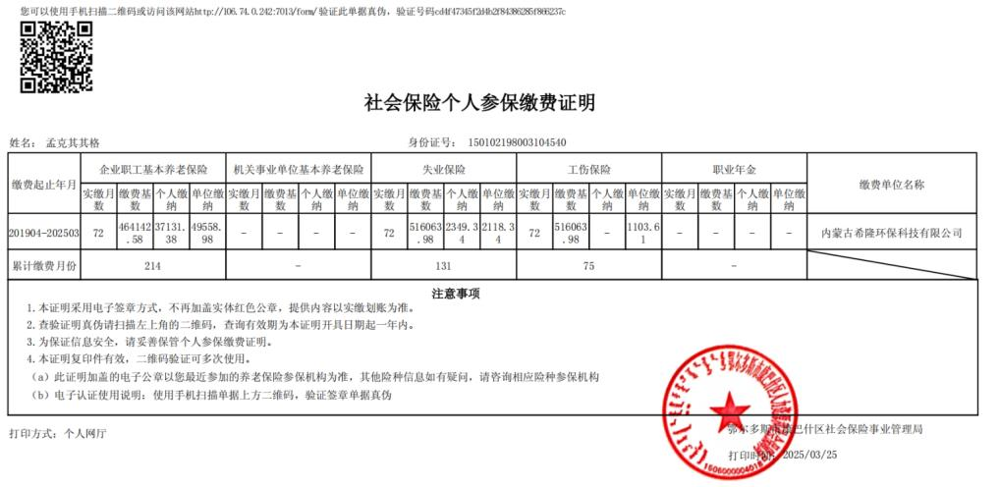 您可以使用手机扫描二维码或访问该网站http://106.74.0.242:7013/form/验证此单据真伪，验证号码cd4f47345f2d4b2f84386285f866237c
社会保险个人参保缴费证明
姓名： 孟克其其格 身份证号： 150102198003104540
缴费起止年月 企业职工基本养老保险 机关事业单位基本养老保险 失业保险 工伤保险 职业年金 缴费单位名称
实缴月数 缴费基数 个人缴纳 单位缴纳 实缴月数 缴费基数 个人缴纳 单位缴纳 实缴月数 缴费基数 个人缴纳 单位缴纳 实缴月数 缴费基数 个人缴纳 单位缴纳 实缴月数 缴费基数 个人缴纳 单位缴纳
201904-202503 72 464142.58 37131.38 49558.98 - - - - 72 516063.98 2349.34 2118.34 72 516063.98 - 1103.61 - - - - 内蒙古希隆环保科技有限公司
累计缴费月份 214 - 131 75 -
注意事项
1.本证明采用电子签章方式，不再加盖实体红色公章，提供内容以实缴划账为准。
2.查验证明真伪请扫描左上角的二维码，查询有效期为本证明开具日期起一年内。
3.为保证信息安全，请妥善保管个人参保缴费证明。
4.本证明复印件有效，二维码验证可多次使用。
（a）此证明加盖的电子公章以您最近参加的养老保险参保机构为准，其他险种信息如有疑问，请咨询相应险种参保机构
（b）电子认证使用说明：使用手机扫描单据上方二维码，验证签章单据真伪
打印方式：个人网厅
鄂尔多斯市康巴什区社会保险事业管理局
打印时间：2025/03/25